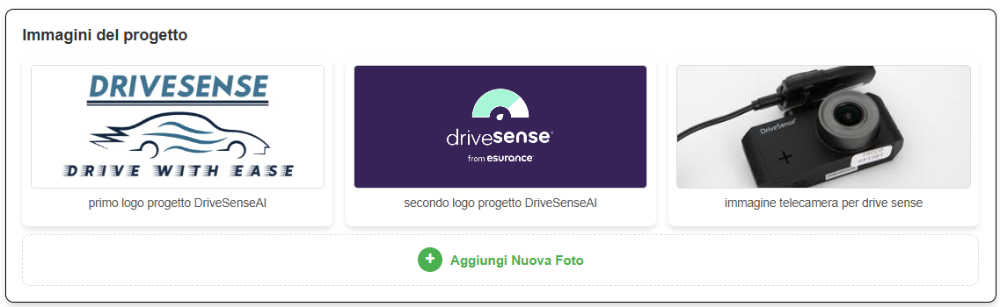 Immagini del progetto
DRIVESENSE
DRIVE WITH EASE
primo logo progetto DriveSenseAI
drivesense
from esurance
secondo logo progetto DriveSenseAI
DriveSense
immagine telecamera per drive sense
+ Aggiungi Nuova Foto